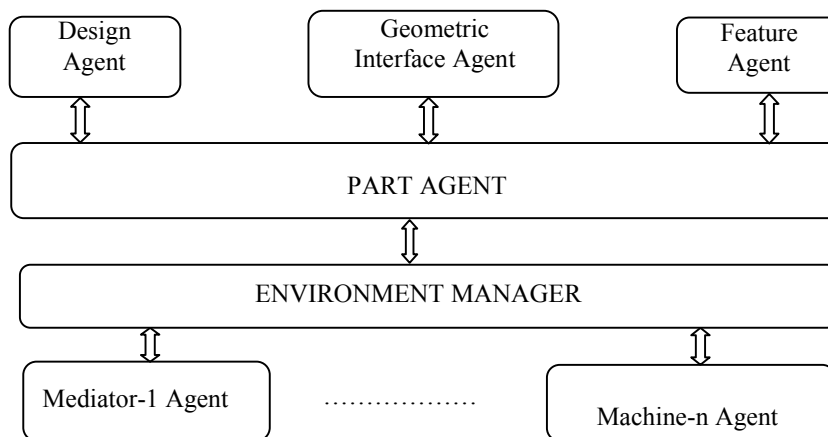 Design
Agent
Geometric
Interface Agent
Feature
Agent
PART AGENT
ENVIRONMENT MANAGER
Mediator-1 Agent
………………
Machine-n Agent